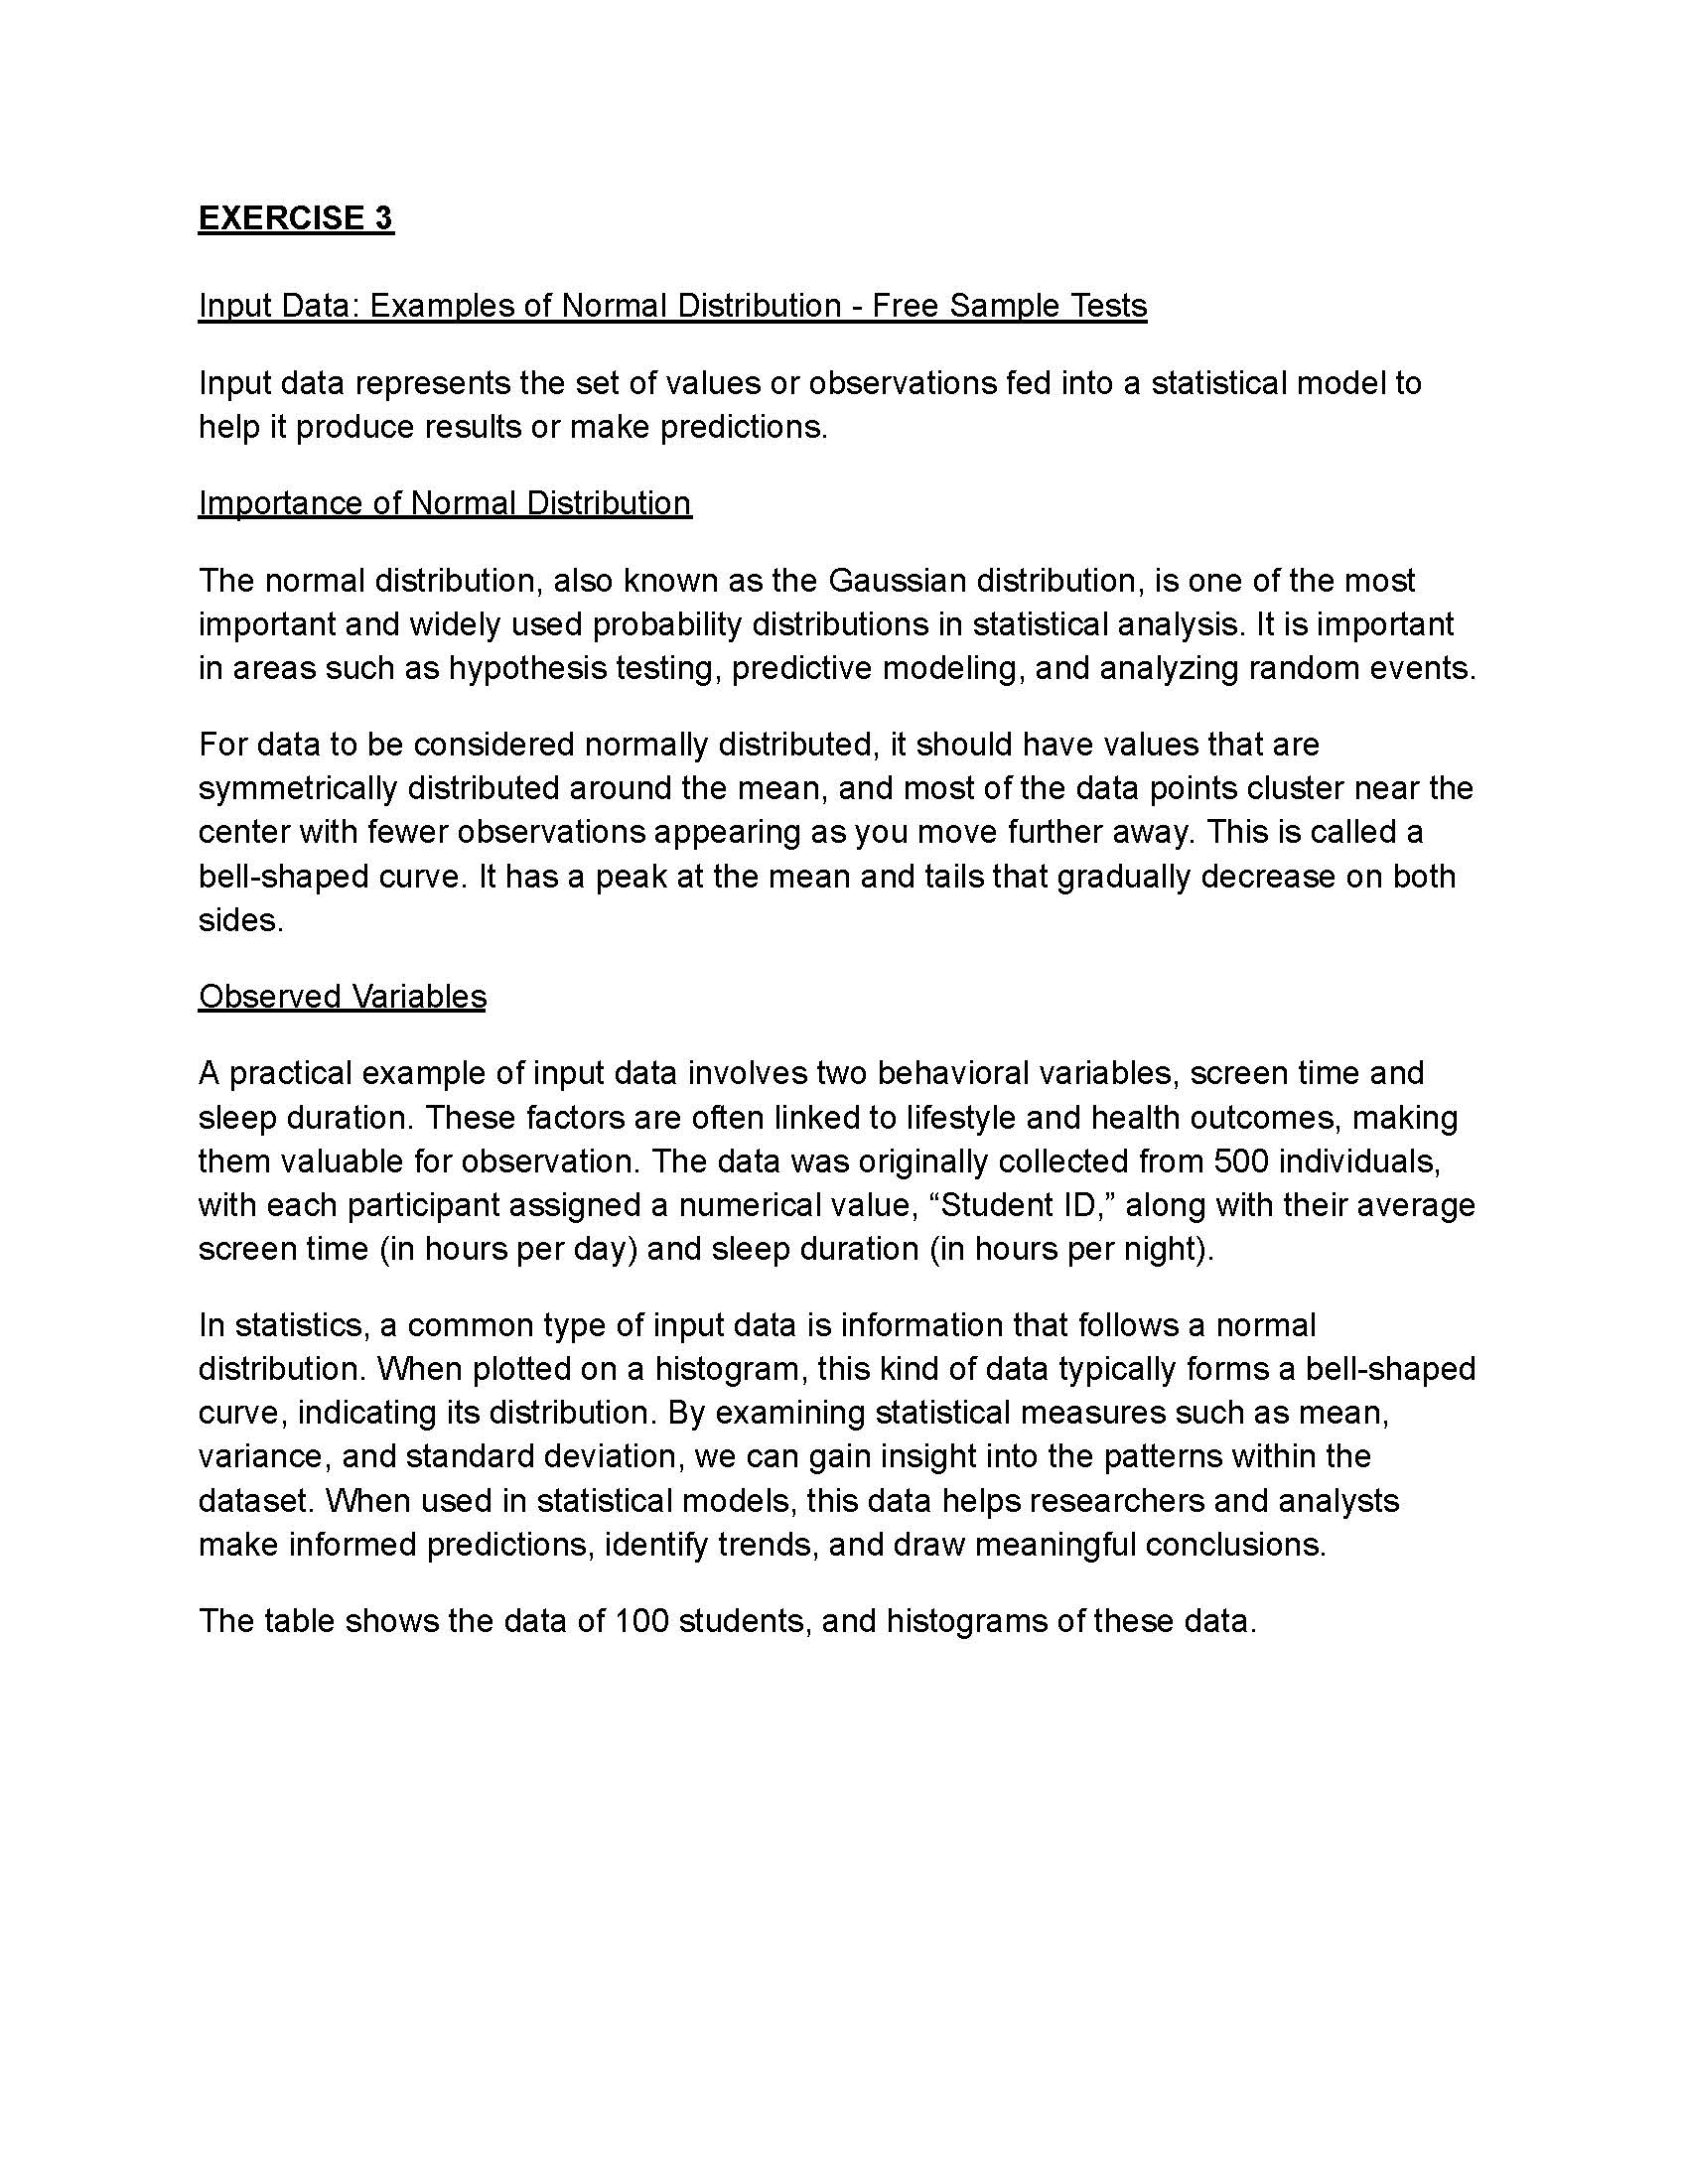 EXERCISE 3
Input Data: Examples of Normal Distribution - Free Sample Tests
Input data represents the set of values or observations fed into a statistical model to
help it produce results or make predictions.
Importance of Normal Distribution
The normal distribution, also known as the Gaussian distribution, is one of the most
important and widely used probability distributions in statistical analysis. It is important
in areas such as hypothesis testing, predictive modeling, and analyzing random events.
For data to be considered normally distributed, it should have values that are
symmetrically distributed around the mean, and most of the data points cluster near the
center with fewer observations appearing as you move further away. This is called a
bell-shaped curve. It has a peak at the mean and tails that gradually decrease on both
sides.
Observed Variables
A practical example of input data involves two behavioral variables, screen time and
sleep duration. These factors are often linked to lifestyle and health outcomes, making
them valuable for observation. The data was originally collected from 500 individuals,
with each participant assigned a numerical value, “Student ID,” along with their average
screen time (in hours per day) and sleep duration (in hours per night).
In statistics, a common type of input data is information that follows a normal
distribution. When plotted on a histogram, this kind of data typically forms a bell-shaped
curve, indicating its distribution. By examining statistical measures such as mean,
variance, and standard deviation, we can gain insight into the patterns within the
dataset. When used in statistical models, this data helps researchers and analysts
make informed predictions, identify trends, and draw meaningful conclusions.
The table shows the data of 100 students, and histograms of these data.